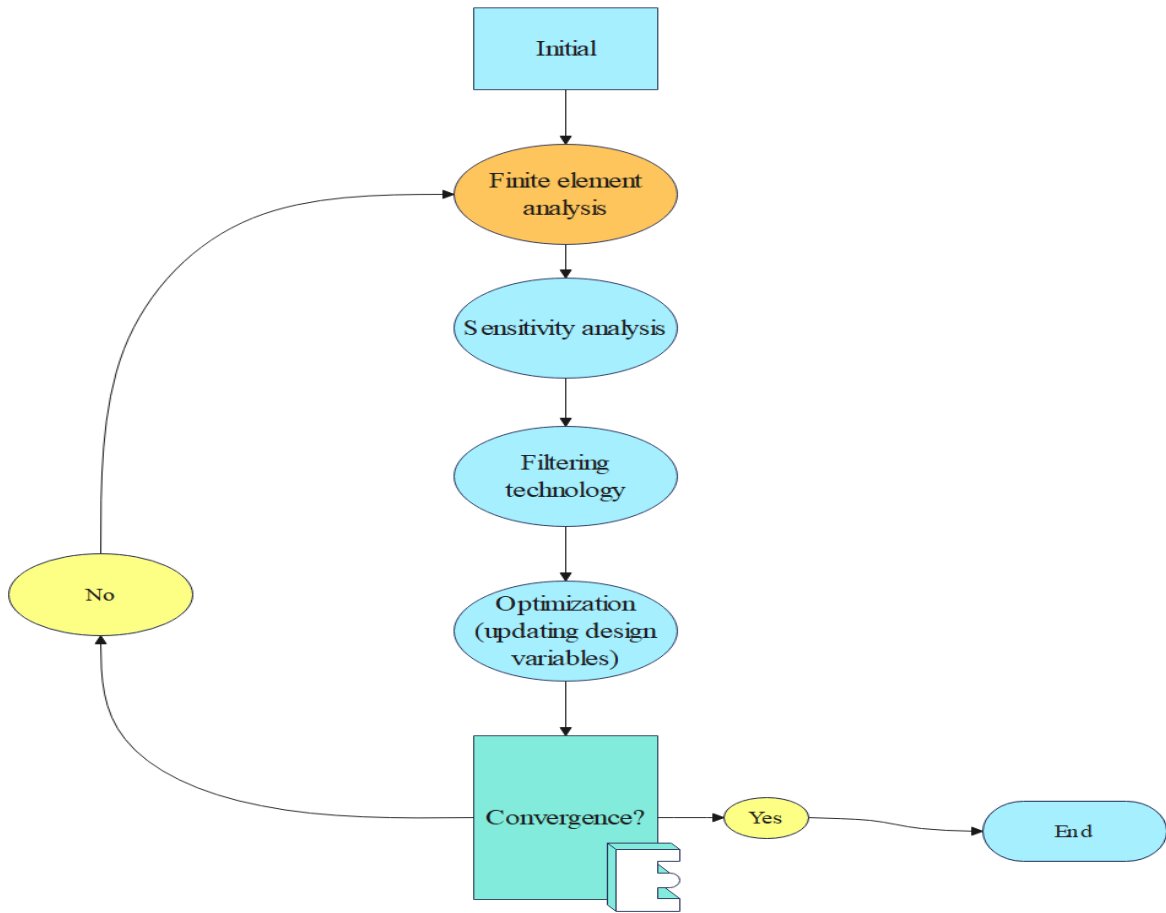 Initial
Finite element
analysis
Sensitivity analysis
Filtering
technology
No
Optimization
(updating design
variables)
Convergence?
Yes
End